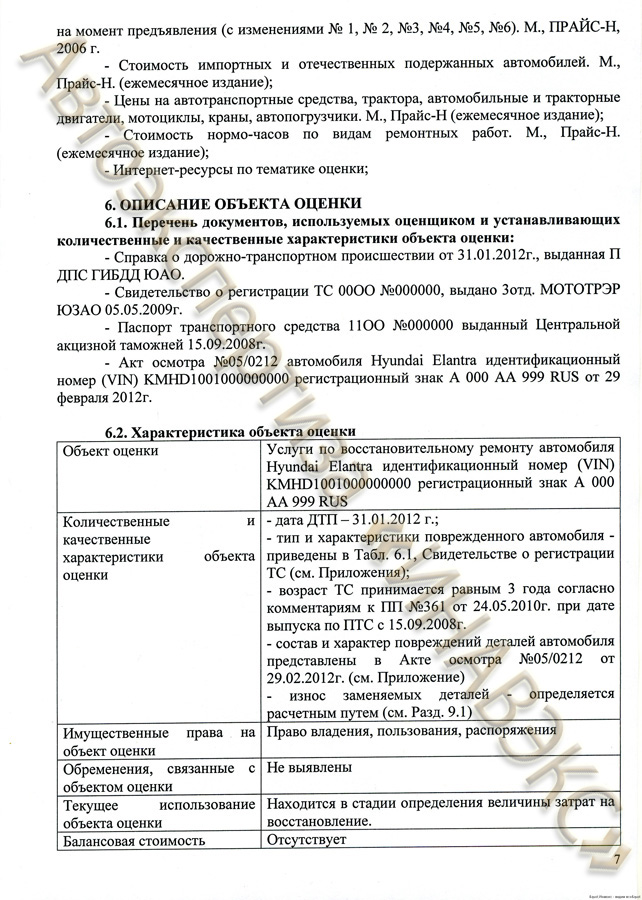 на момент предъявления (с изменениями № 1, № 2, №3, №4, №5, №6). М., ПРАЙС-Н,
2006 г.
- Стоимость импортных и отечественных подержанных автомобилей. М.,
Прайс-Н. (ежемесячное издание);
- Цены на автотранспортные средства, трактора, автомобильные и тракторные
двигатели, мотоциклы, краны, автопогрузчики. М., Прайс-Н (ежемесячное издание);
- Стоимость нормо-часов по видам ремонтных работ. М., Прайс-Н.
(ежемесячное издание);
- Интернет-ресурсы по тематике оценки;
6. ОПИСАНИЕ ОБЪЕКТА ОЦЕНКИ
6.1. Перечень документов, используемых оценщиком и устанавливающих
количественные и качественные характеристики объекта оценки:
- Справка о дорожно-транспортном происшествии от 31.01.2012г., выданная П
ДПС ГИБДД ЮАО.
- Свидетельство о регистрации ТС 00ОО №000000, выдано 3отд. МОТОТРЭР
ЮЗАО 05.05.2009г.
- Паспорт транспортного средства 11ОО №000000 выданный Центральной
акцизной таможней 15.09.2008г.
- Акт осмотра №05/0212 автомобиля Hyundai Elantra идентификационный
номер (VIN) KMHD1001000000000 регистрационный знак А 000 АА 999 RUS от 29
февраля 2012г.
6.2. Характеристика объекта оценки
Объект оценки
Услуги по восстановительному ремонту автомобиля
Hyundai Elantra идентификационный номер (VIN)
KMHD1001000000000 регистрационный знак А 000
АА 999 RUS
Количественные и
качественные
характеристики объекта
оценки
- дата ДТП – 31.01.2012 г.;
- тип и характеристики поврежденного автомобиля -
приведены в Табл. 6.1, Свидетельстве о регистрации
ТС (см. Приложения);
- возраст ТС принимается равным 3 года согласно
комментариям к ПП №361 от 24.05.2010г. при дате
выпуска по ПТС с 15.09.2008г.
- состав и характер повреждений деталей автомобиля
представлены в Акте осмотра №05/0212 от
29.02.2012г. (см. Приложение)
- износ заменяемых деталей - определяется
расчетным путем (см. Разд. 9.1)
Имущественные права на
объект оценки
Право владения, пользования, распоряжения
Обременения, связанные с
объектом оценки
Не выявлены
Текущее использование
объекта оценки
Находится в стадии определения величины затрат на
восстановление.
Балансовая стоимость
Отсутствует
7
Автоэкспертиза «ИНАВЭКС»